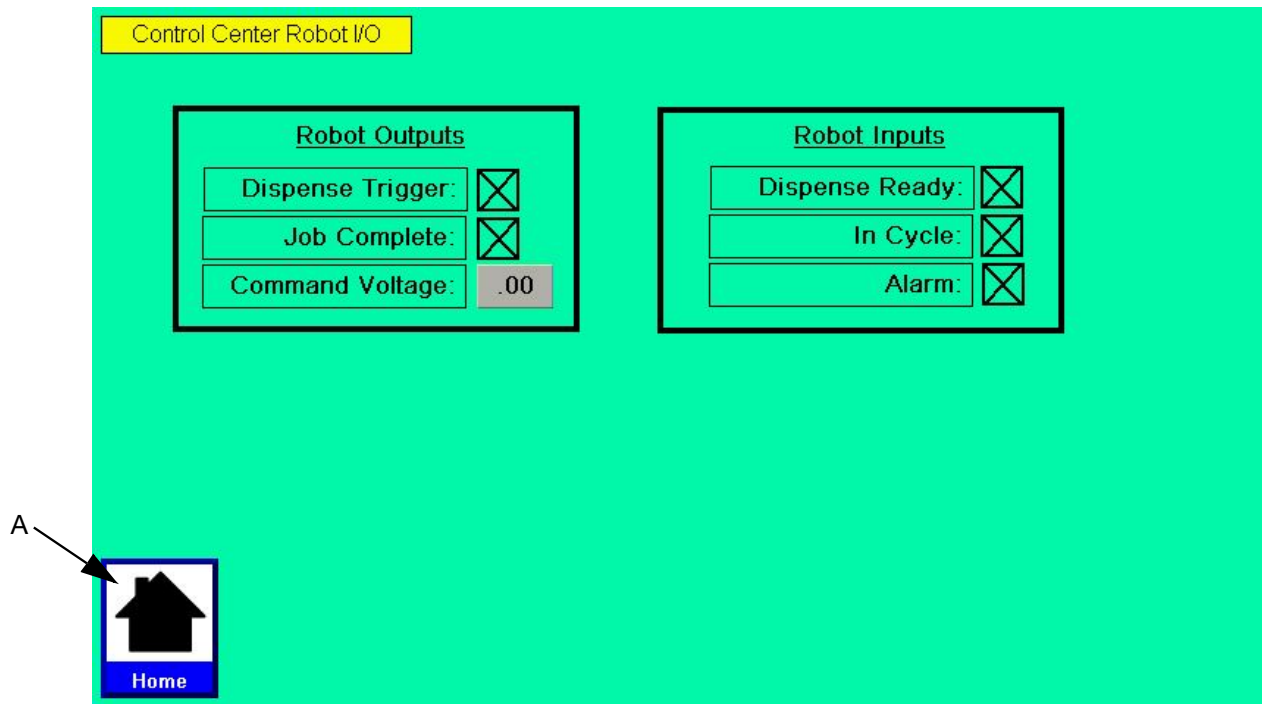 Control Center Robot I/O
Robot Outputs
Dispense Trigger:
Job Complete:
Command Voltage: .00
Robot Inputs
Dispense Ready:
In Cycle:
Alarm:
A
Home